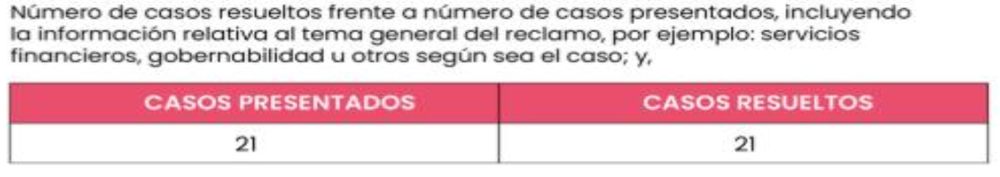 Número de casos resueltos frente a número de casos presentados, incluyendo
la información relativa al tema general del reclamo, por ejemplo: servicios
financieros, gobernabilidad u otros según sea el caso; y,
CASOS PRESENTADOS CASOS RESUELTOS
21 21